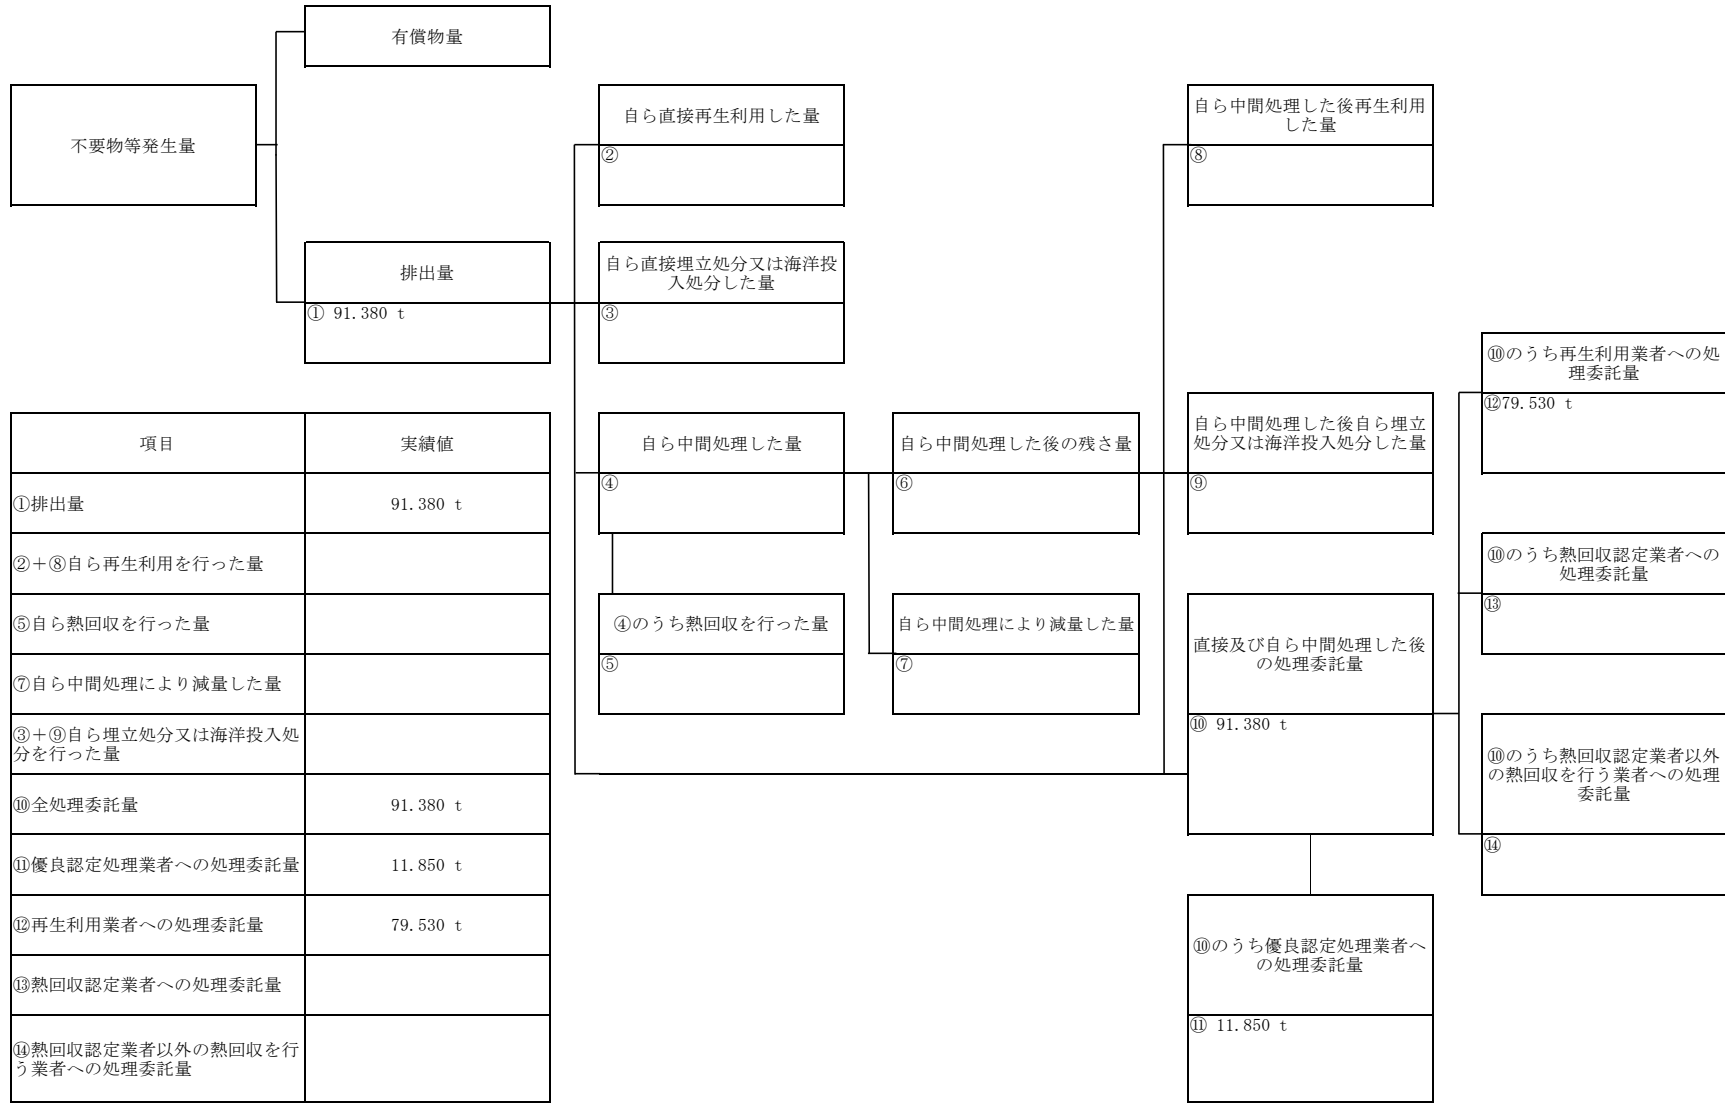 有償物量
不要物等発生量
自ら直接再生利用した量
②
自ら中間処理した後再生利用
した量
⑧
排出量
① 91.380 t
自ら直接埋立処分又は海洋投
入処分した量
③
⑩のうち再生利用業者への処
理委託量
⑫79.530 t
自ら中間処理した量
④
自ら中間処理した後の残さ量
⑥
自ら中間処理した後自ら埋立
処分又は海洋投入処分した量
⑨
⑩のうち熱回収認定業者への
処理委託量
⑬
④のうち熱回収を行った量
⑤
自ら中間処理により減量した量
⑦
直接及び自ら中間処理した後
の処理委託量
⑩ 91.380 t
⑩のうち熱回収認定業者以外
の熱回収を行う業者への処理
委託量
⑭
⑩のうち優良認定処理業者へ
の処理委託量
⑪ 11.850 t
項目 実績値
①排出量 91.380 t
②+⑧自ら再生利用を行った量
⑤自ら熱回収を行った量
⑦自ら中間処理により減量した量
③+⑨自ら埋立処分又は海洋投入処
分を行った量
⑩全処理委託量 91.380 t
⑪優良認定処理業者への処理委託量 11.850 t
⑫再生利用業者への処理委託量 79.530 t
⑬熱回収認定業者への処理委託量
⑭熱回収認定業者以外の熱回収を行
う業者への処理委託量